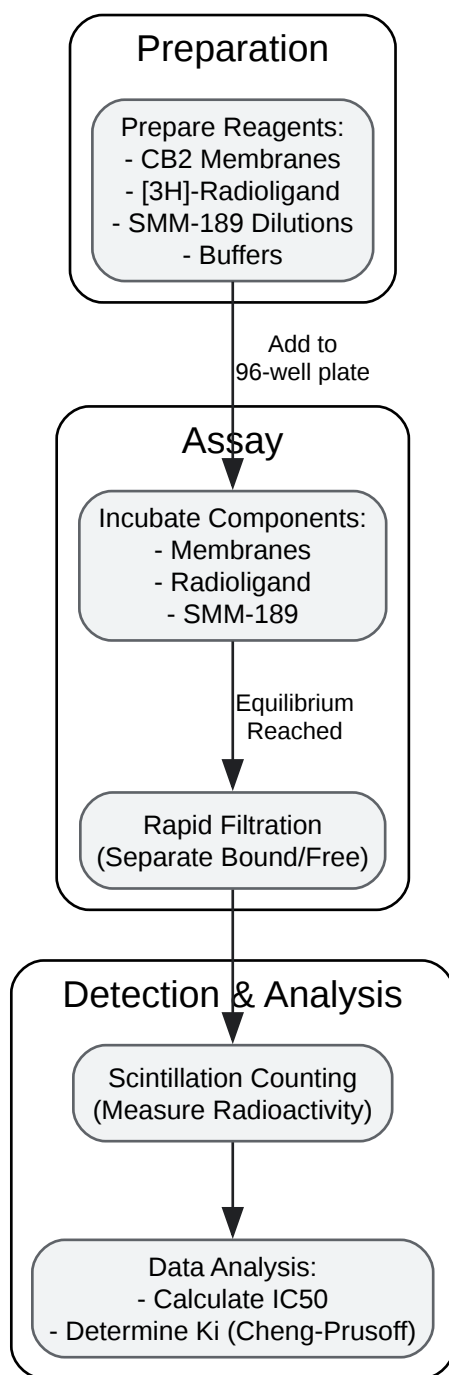 Preparation
Prepare Reagents:
- CB2 Membranes
- [3H]-Radioligand
- SMM-189 Dilutions
- Buffers
Add to
96-well plate
Assay
Incubate Components:
- Membranes
- Radioligand
- SMM-189
Equilibrium
Reached
Rapid Filtration
(Separate Bound/Free)
Detection & Analysis
Scintillation Counting
(Measure Radioactivity)
Data Analysis:
- Calculate IC50
- Determine Ki (Cheng-Prusoff)